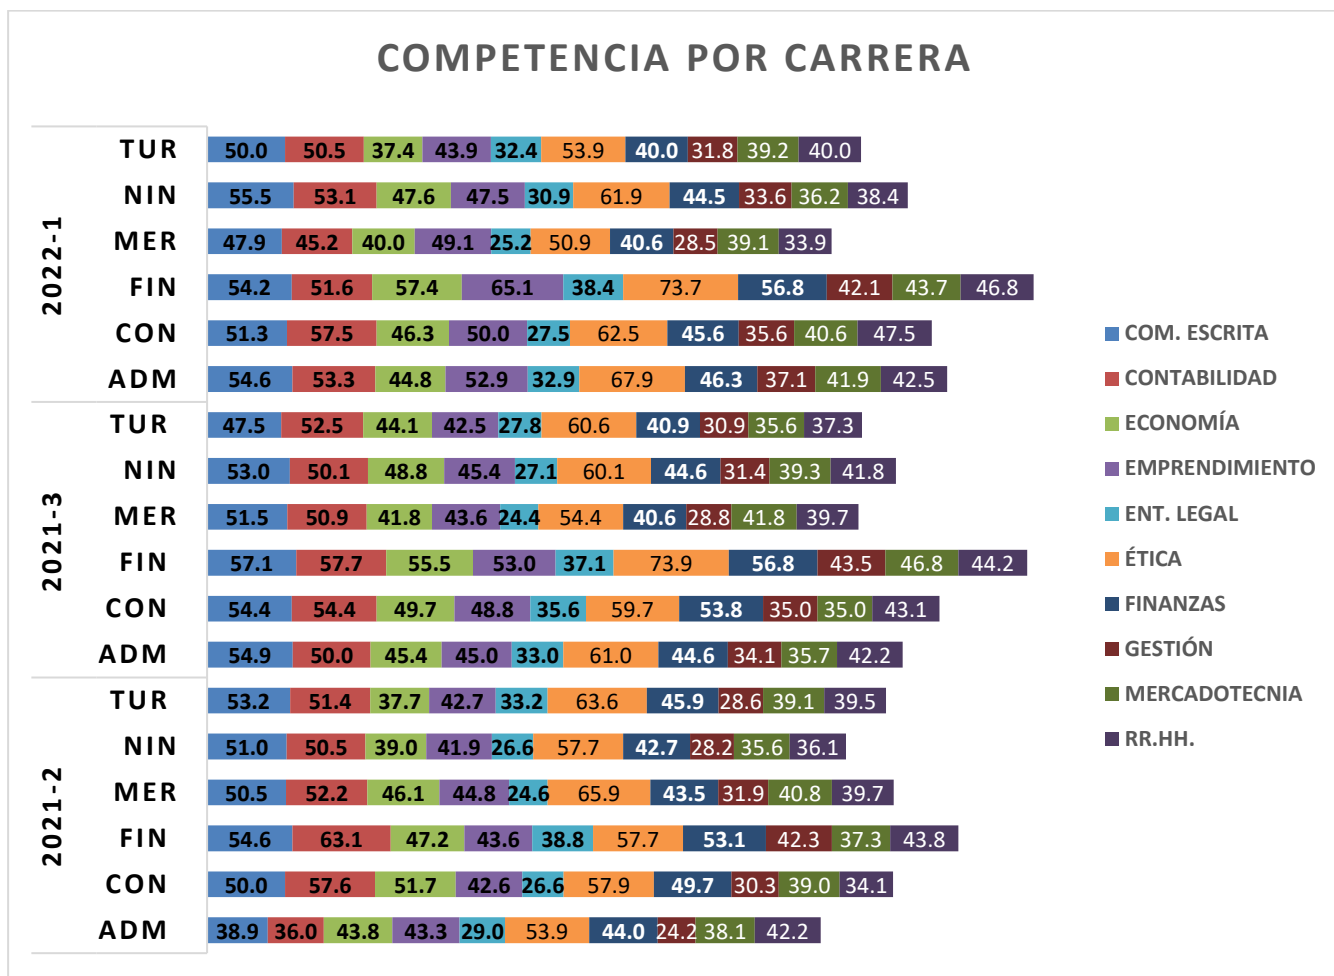 COMPETENCIA POR CARRERA
2022-1
TUR 50.0 50.5 37.4 43.9 32.4 53.9 40.0 31.8 39.2 40.0
NIN 55.5 53.1 47.6 47.5 30.9 61.9 44.5 33.6 36.2 38.4
MER 47.9 45.2 40.0 49.1 25.2 50.9 40.6 28.5 39.1 33.9
FIN 54.2 51.6 57.4 65.1 38.4 73.7 56.8 42.1 43.7 46.8
CON 51.3 57.5 46.3 50.0 27.5 62.5 45.6 35.6 40.6 47.5
ADM 54.6 53.3 44.8 52.9 32.9 67.9 46.3 37.1 41.9 42.5
2021-3
TUR 47.5 52.5 44.1 42.5 27.8 60.6 40.9 30.9 35.6 37.3
NIN 53.0 50.1 48.8 45.4 27.1 60.1 44.6 31.4 39.3 41.8
MER 51.5 50.9 41.8 43.6 24.4 54.4 40.6 28.8 41.8 39.7
FIN 57.1 57.7 55.5 53.0 37.1 73.9 56.8 43.5 46.8 44.2
CON 54.4 54.4 49.7 48.8 35.6 59.7 53.8 35.0 35.0 43.1
ADM 54.9 50.0 45.4 45.0 33.0 61.0 44.6 34.1 35.7 42.2
2021-2
TUR 53.2 51.4 37.7 42.7 33.2 63.6 45.9 28.6 39.1 39.5
NIN 51.0 50.5 39.0 41.9 26.6 57.7 42.7 28.2 35.6 36.1
MER 50.5 52.2 46.1 44.8 24.6 65.9 43.5 31.9 40.8 39.7
FIN 54.6 63.1 47.2 43.6 38.8 57.7 53.1 42.3 37.3 43.8
CON 50.0 57.6 51.7 42.6 26.6 57.9 49.7 30.3 39.0 34.1
ADM 38.9 36.0 43.8 43.3 29.0 53.9 44.0 24.2 38.1 42.2
COM. ESCRITA
CONTABILIDAD
ECONOMÍA
EMPRENDIMIENTO
ENT. LEGAL
ÉTICA
FINANZAS
GESTIÓN
MERCADOTECNIA
RR.HH.